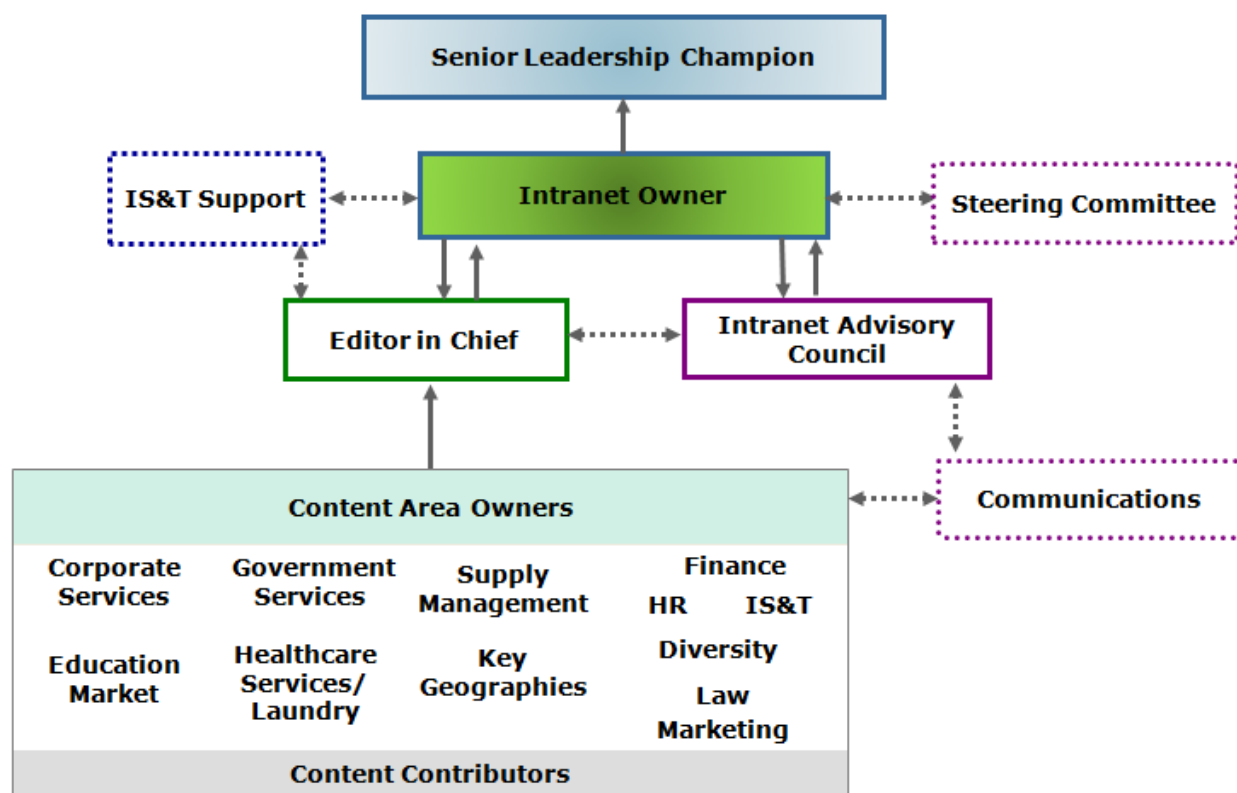 Senior Leadership Champion
IS&T Support
Intranet Owner
Steering Committee
Editor in Chief
Intranet Advisory
Council
Content Area Owners
Communications
Corporate
Services
Government
Services
Supply
Management
Finance
HR IS&T
Education
Market
Healthcare
Services/
Laundry
Key
Geographies
Diversity
Law
Marketing
Content Contributors